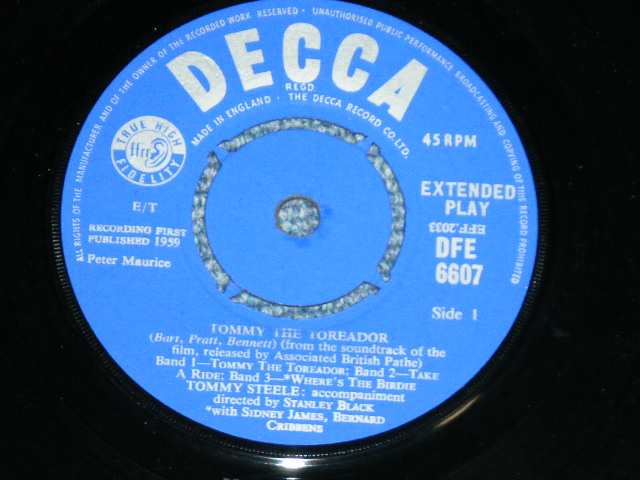 ALL RIGHTS OF THE MANUFACTURER AND OF THE OWNER OF THE RECORDED WORK RESERVED · UNAUTHORISED PUBLIC PERFORMANCE BROADCASTING AND COPYING OF THIS RECORD PROHIBITED
DECCA
REGD.
MADE IN ENGLAND · THE DECCA RECORD CO. LTD.
TRUE HIGH
ffrr
FIDELITY
45 RPM
EXTENDED
PLAY
EFF.2033
DFE
6607
E/T
RECORDING FIRST
PUBLISHED 1959
Peter Maurice
Side 1
TOMMY THE TOREADOR
(Bart, Pratt, Bennett) (from the soundtrack of the
film, released by Associated British Pathe)
Band 1—TOMMY THE TOREADOR; Band 2—TAKE
A RIDE; Band 3—*WHERE'S THE BIRDIE
TOMMY STEELE: accompaniment
directed by STANLEY BLACK
*with SIDNEY JAMES, BERNARD
CRIBBENS